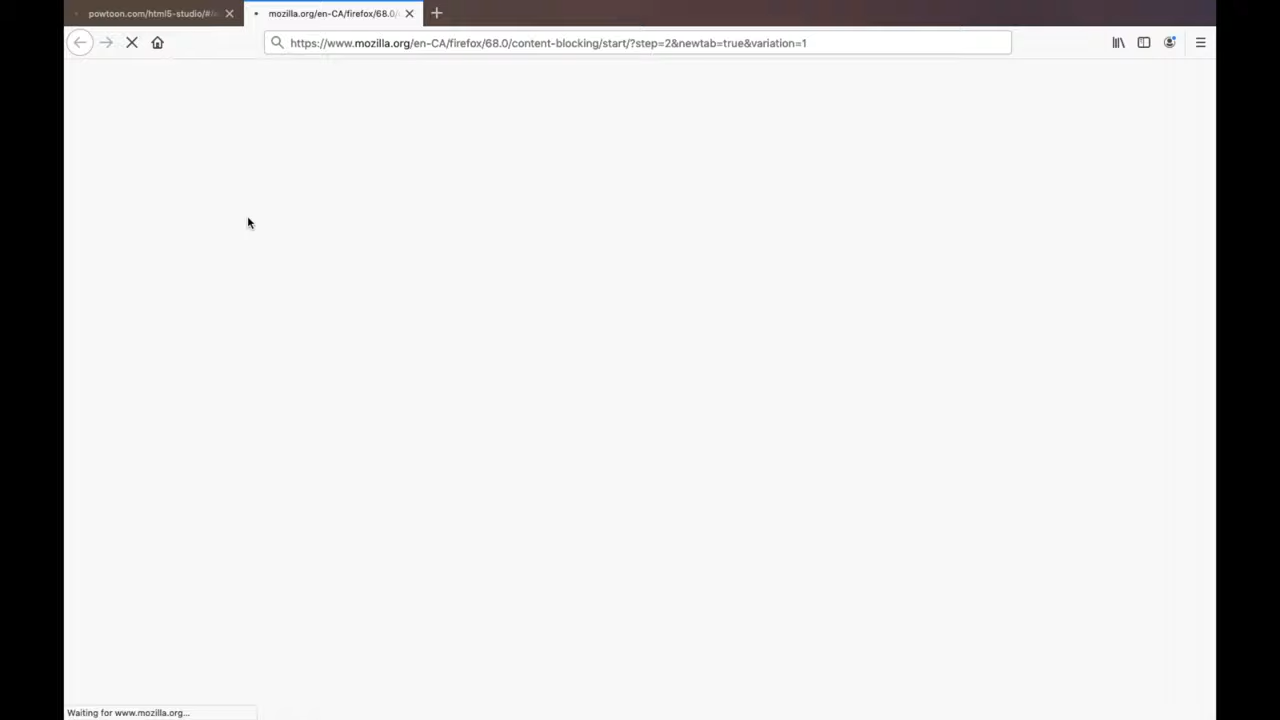 powtoon.com/html5-studio/#/
mozilla.org/en-CA/firefox/68.0/
https://www.mozilla.org/en-CA/firefox/68.0/content-blocking/start/?step=2&newtab=true&variation=1
Waiting for www.mozilla.org...